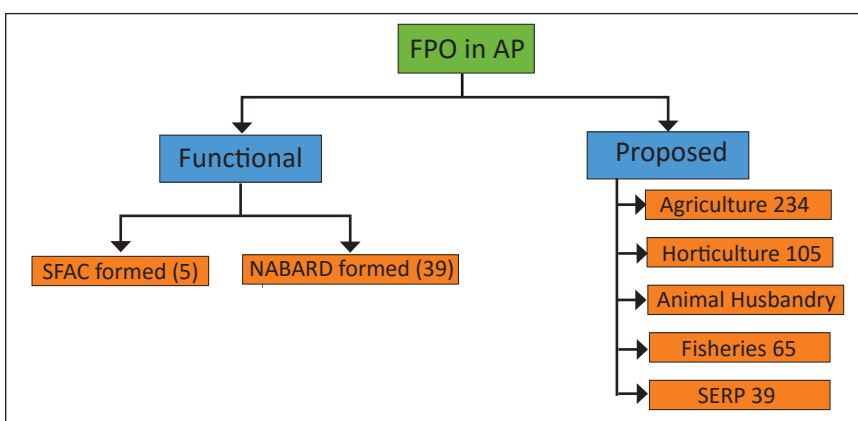 FPO in AP
Functional
Proposed
SFAC formed (5)
NABARD formed (39)
Agriculture 234
Horticulture 105
Animal Husbandry
Fisheries 65
SERP 39